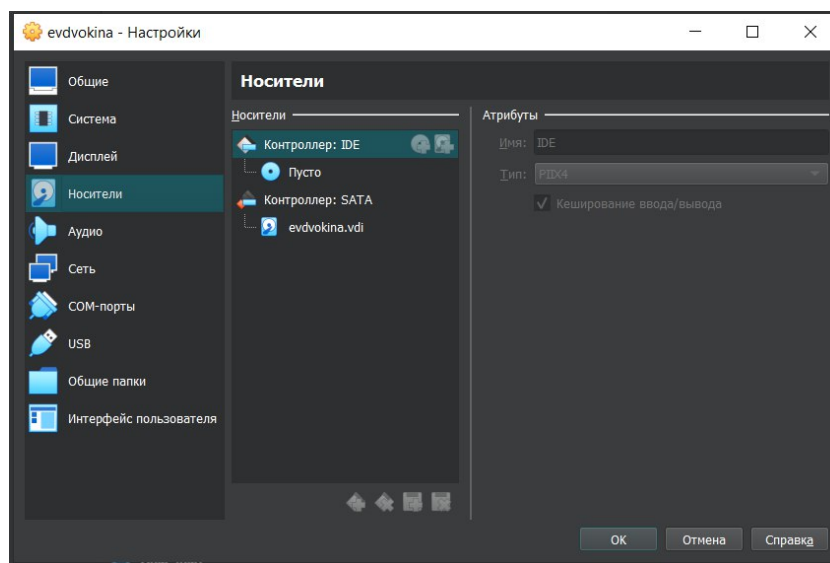 evdvokina - Настройки
Общие
Система
Дисплей
Носители
Аудио
Сеть
COM-порты
USB
Общие папки
Интерфейс пользователя
Носители
Носители
Контроллер: IDE
Пусто
Контроллер: SATA
evdvokina.vdi
Атрибуты
Имя: IDE
Тип: PIIX4
Кеширование ввода/вывода
OK
Отмена
Справка